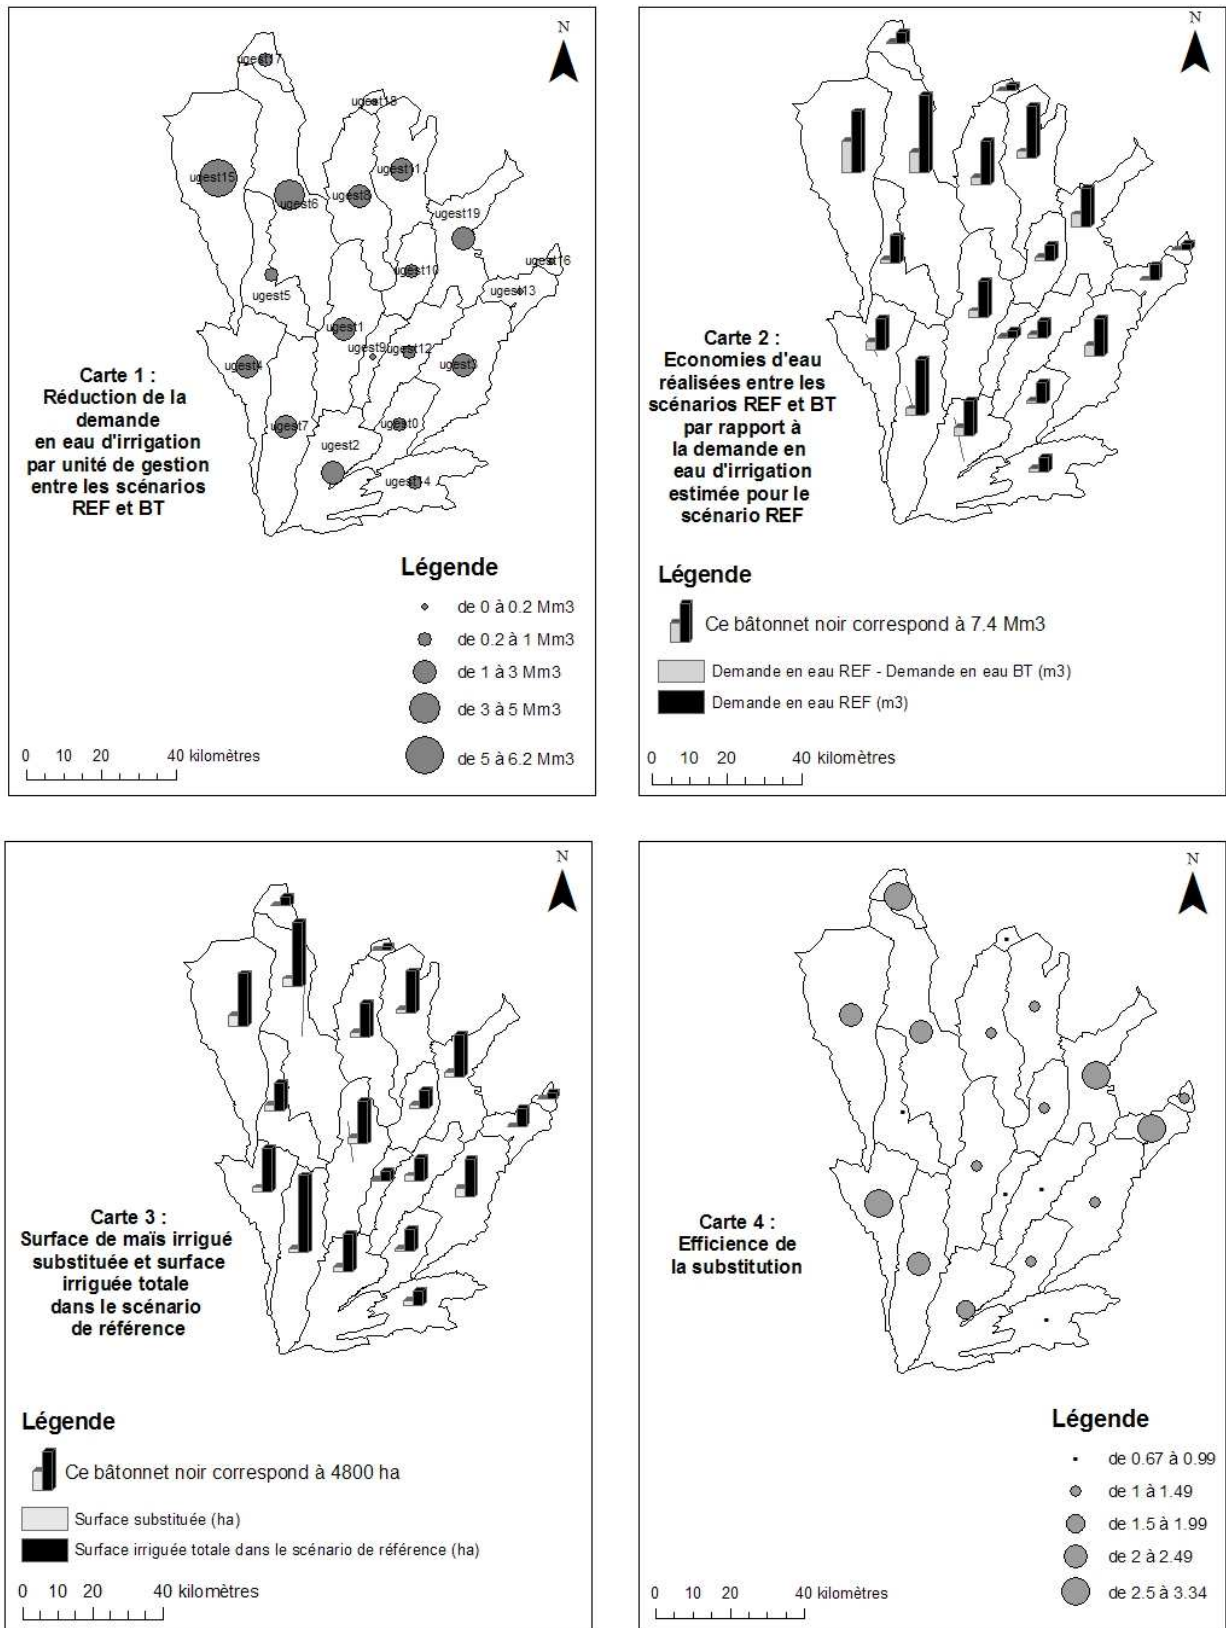 N
ugest17
ugest18
ugest15
ugest11
ugest6
ugest8
ugest19
ugest10
ugest16
ugest5
ugest13
ugest1
ugest9
ugest12
ugest4
ugest3
ugest7
ugest0
ugest2
ugest14
Carte 1 :
Réduction de la
demande
en eau d'irrigation
par unité de gestion
entre les scénarios
REF et BT
Légende
de 0 à 0.2 Mm3
de 0.2 à 1 Mm3
de 1 à 3 Mm3
de 3 à 5 Mm3
de 5 à 6.2 Mm3
0 10 20 40 kilomètres
N
Carte 2 :
Economies d'eau
réalisées entre les
scénarios REF et BT
par rapport à
la demande en
eau d'irrigation
estimée pour le
scénario REF
Légende
Ce bâtonnet noir correspond à 7.4 Mm3
Demande en eau REF - Demande en eau BT (m3)
Demande en eau REF (m3)
0 10 20 40 kilomètres
N
Carte 3 :
Surface de maïs irrigué
substituée et surface
irriguée totale
dans le scénario
de référence
Légende
Ce bâtonnet noir correspond à 4800 ha
Surface substituée (ha)
Surface irriguée totale dans le scénario de référence (ha)
0 10 20 40 kilomètres
N
Carte 4 :
Efficience de
la substitution
Légende
de 0.67 à 0.99
de 1 à 1.49
de 1.5 à 1.99
de 2 à 2.49
de 2.5 à 3.34
0 10 20 40 kilomètres